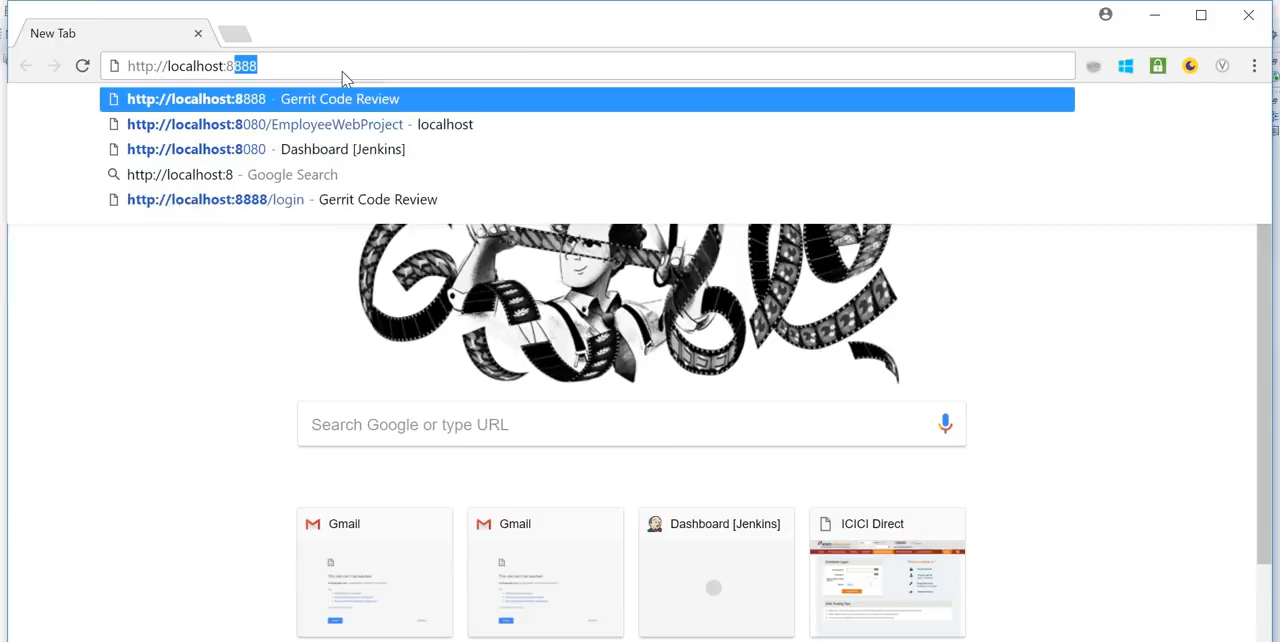 New Tab
http://localhost:8888
http://localhost:8888 - Gerrit Code Review
http://localhost:8080/EmployeeWebProject - localhost
http://localhost:8080 - Dashboard [Jenkins]
http://localhost:8 - Google Search
http://localhost:8888/login - Gerrit Code Review
Search Google or type URL
Gmail
Gmail
Dashboard [Jenkins]
ICICI Direct